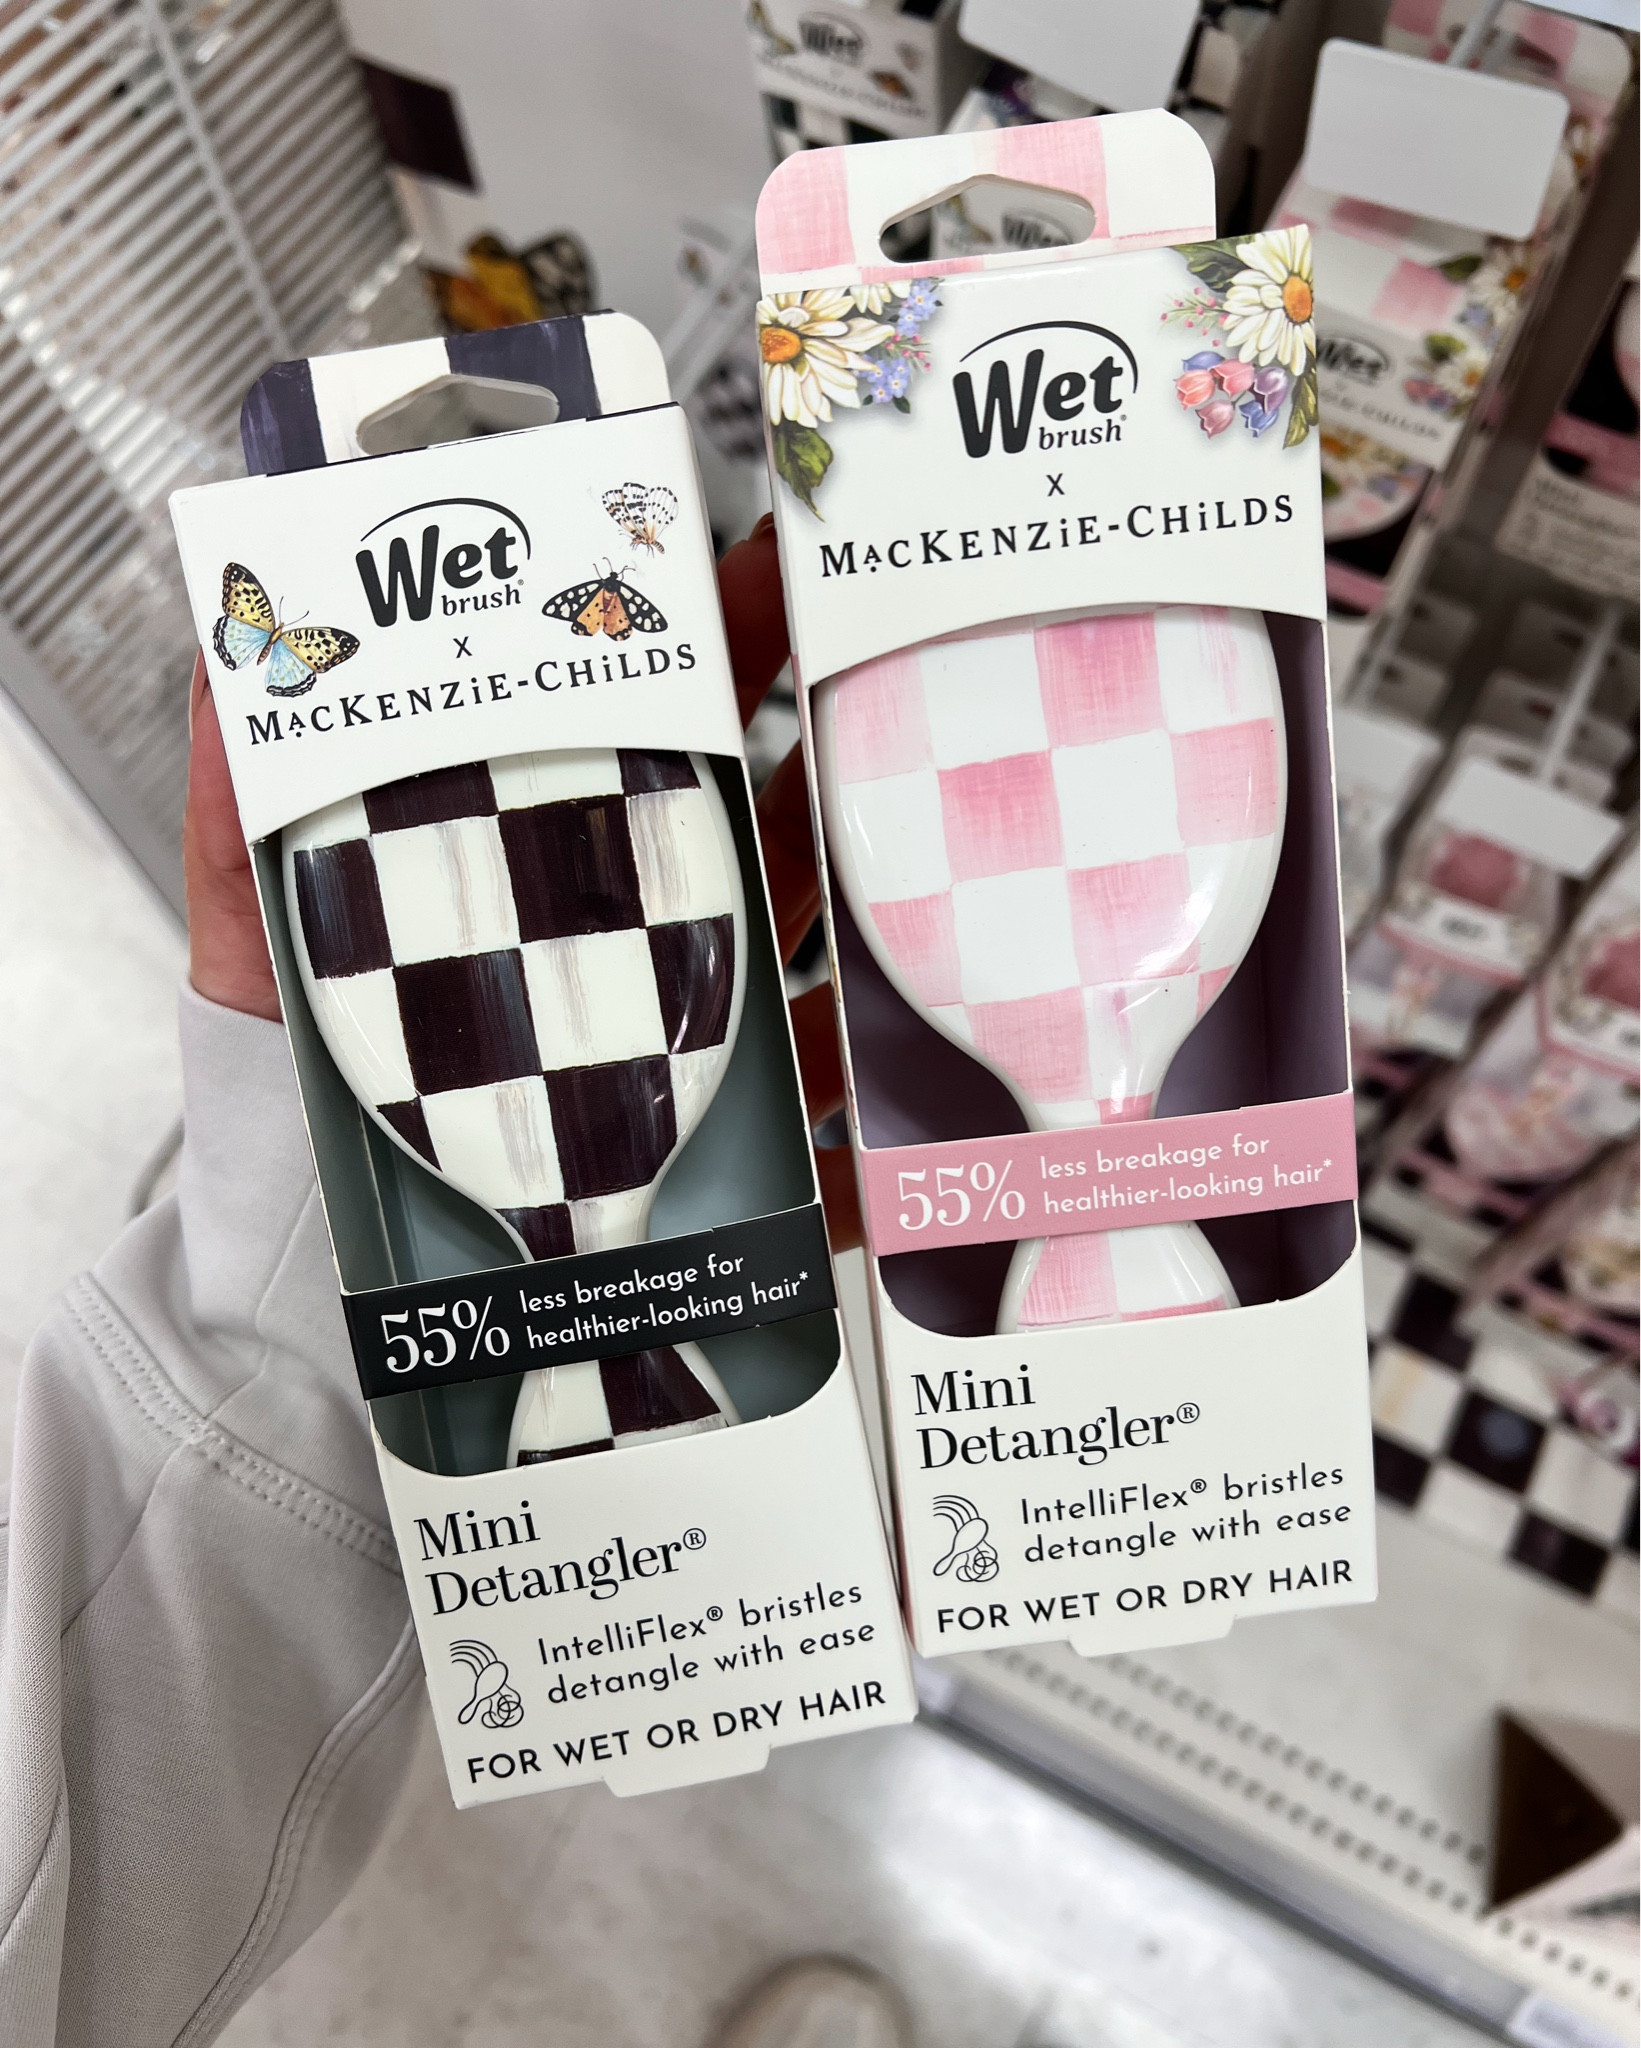 Wet
brush®
X
MACKENZiE-CHiLDS
55% less breakage for
healthier-looking hair*
Mini
Detangler®
IntelliFlex® bristles
detangle with ease
FOR WET OR DRY HAIR
Wet
brush®
X
MACKENZiE-CHiLDS
55% less breakage for
healthier-looking hair*
Mini
Detangler®
IntelliFlex® bristles
detangle with ease
FOR WET OR DRY HAIR
Wet
Wet